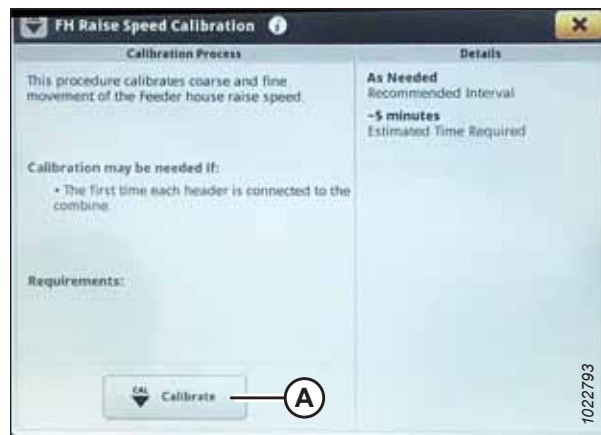 FH Raise Speed Calibration i
Calibration Process
This procedure calibrates coarse and fine
movement of the Feeder house raise speed.
Calibration may be needed if:
• The first time each header is connected to the
combine.
Requirements:
CAL Calibrate
A
Details
As Needed
Recommended Interval
~5 minutes
Estimated Time Required
1022793